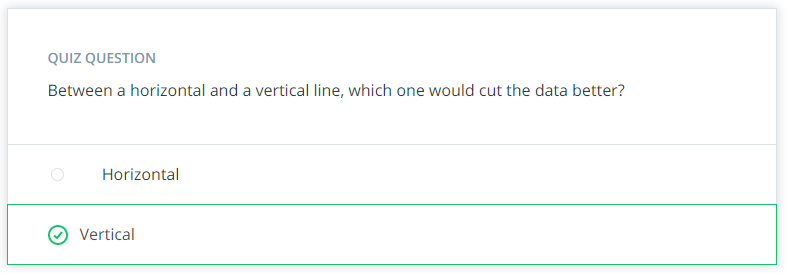 QUIZ QUESTION
Between a horizontal and a vertical line, which one would cut the data better?
Horizontal
Vertical